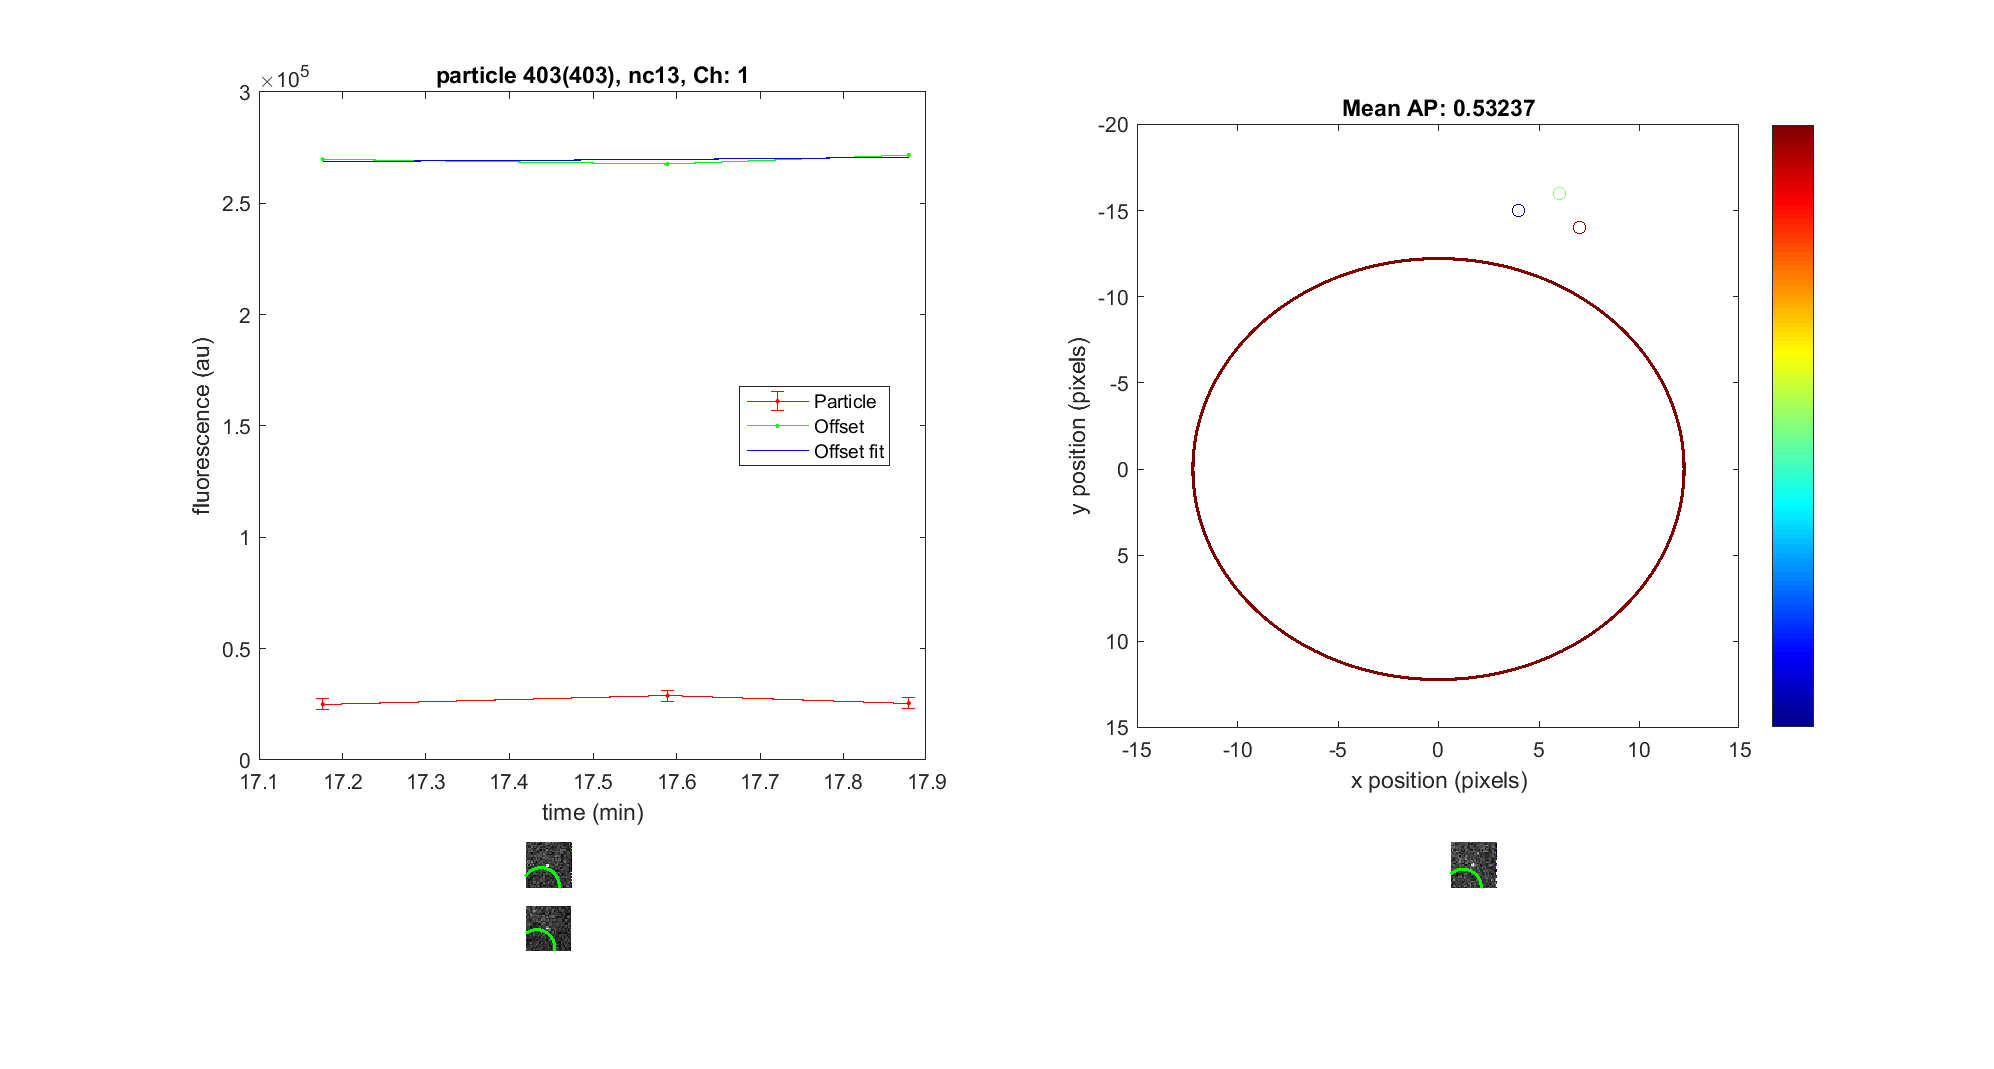 particle 403(403), nc13, Ch: 1
×10^5
3
2.5
2
1.5
1
0.5
0
fluorescence (au)
Particle
Offset
Offset fit
17.1 17.2 17.3 17.4 17.5 17.6 17.7 17.8 17.9
time (min)
Mean AP: 0.53237
-20
-15
-10
-5
0
5
10
15
y position (pixels)
-15 -10 -5 0 5 10 15
x position (pixels)